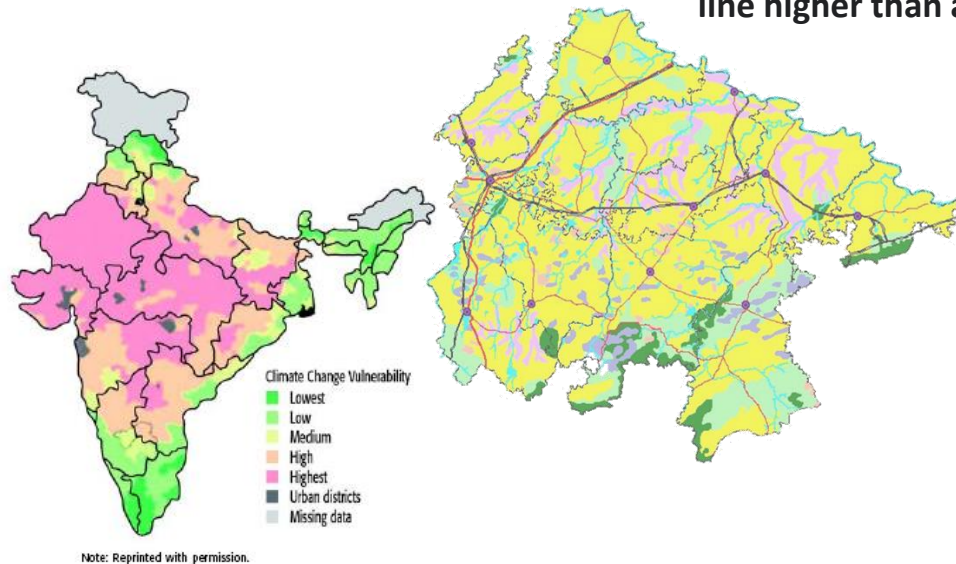 line higher than a
Climate Change Vulnerability
Lowest
Low
Medium
High
Highest
Urban districts
Missing data
Note: Reprinted with permission.